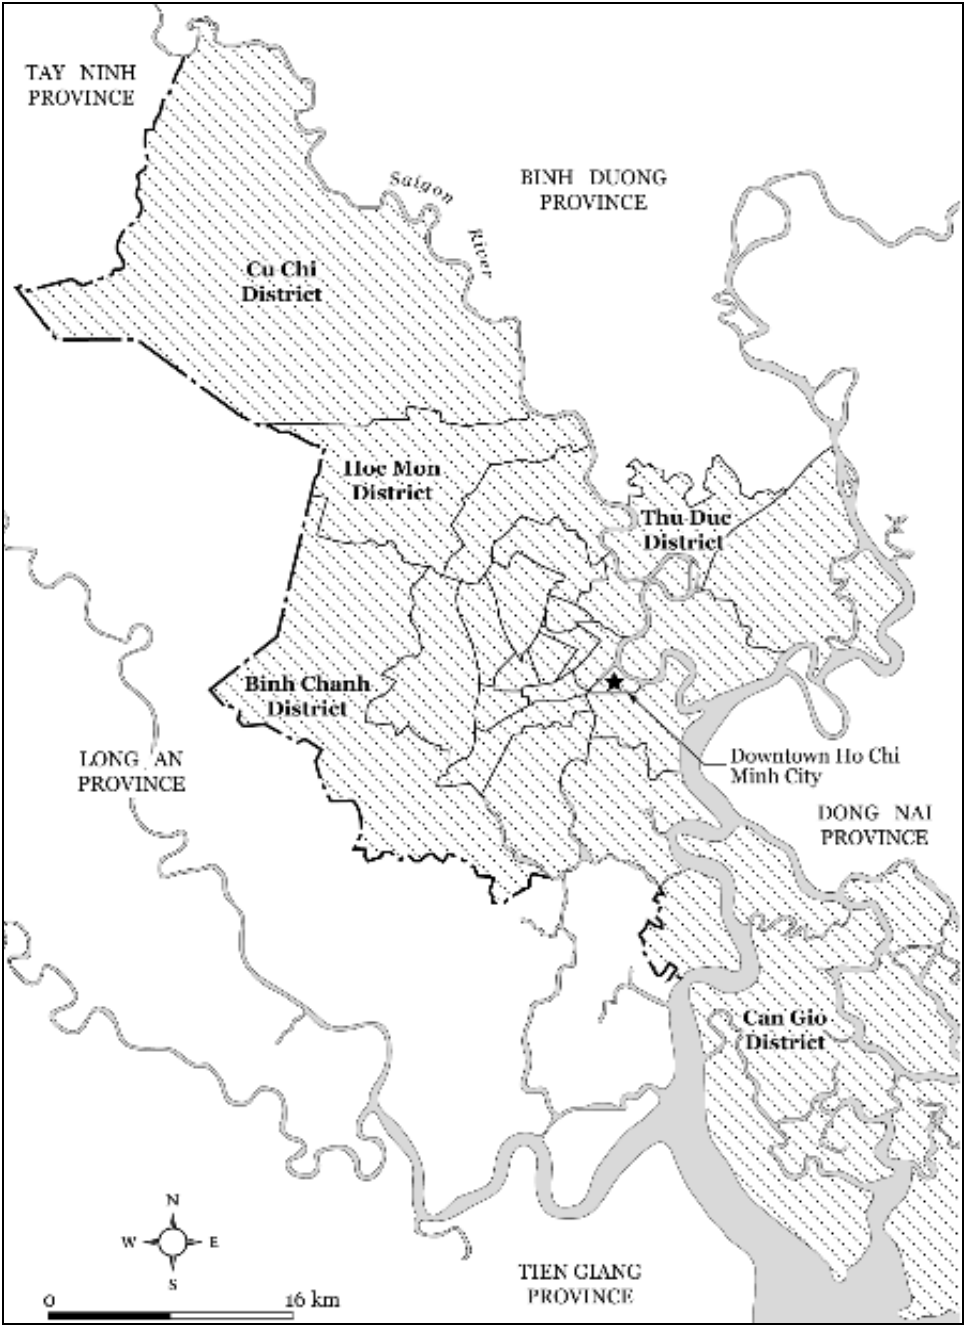 TAY NINH
PROVINCE
Saigon
River
BINH DUONG
PROVINCE
Cu Chi
District
Hoc Mon
District
Thu Duc
District
Binh Chanh
District
LONG AN
PROVINCE
Downtown Ho Chi
Minh City
DONG NAI
PROVINCE
Can Gio
District
N
W E
S
0 16 km
TIEN GIANG
PROVINCE